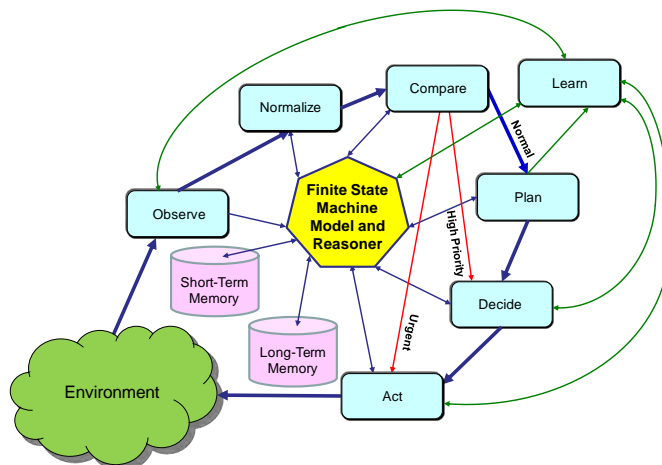 Compare
Learn
Normalize
Normal
Finite State
Machine
Model and
Reasoner
Plan
Observe
High Priority
Short-Term
Memory
Decide
Urgent
Long-Term
Memory
Environment
Act